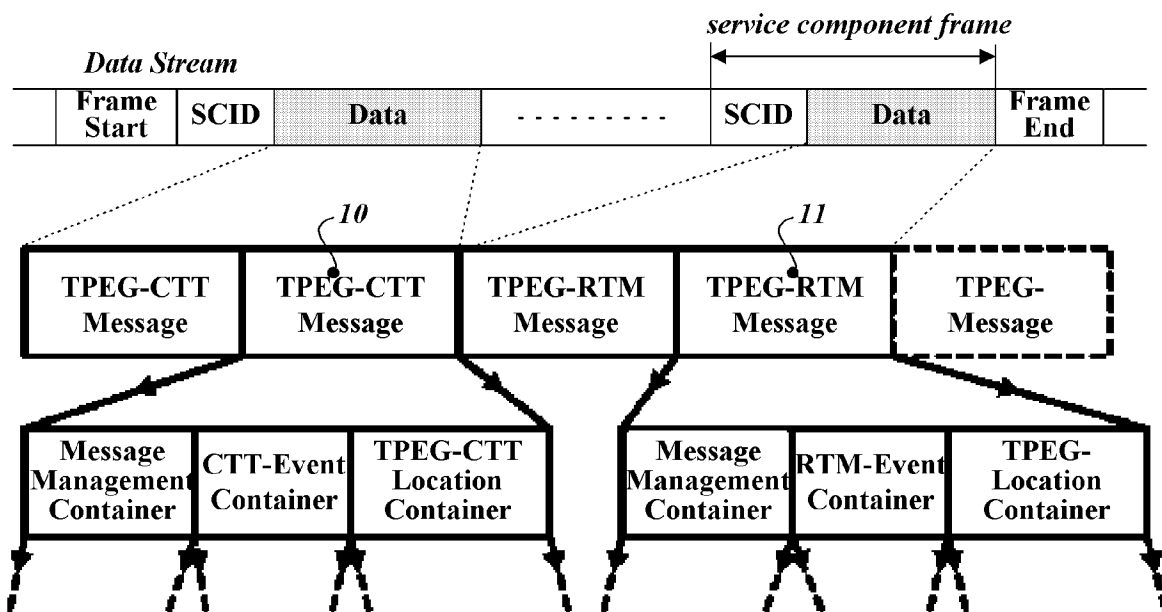 service component frame
Data Stream
Frame Start
SCID
Data
- - - - - - - - -
SCID
Data
Frame End
10
11
TPEG-CTT
Message
TPEG-CTT
Message
TPEG-RTM
Message
TPEG-RTM
Message
TPEG-
Message
Message
Management
Container
CTT-Event
Container
TPEG-CTT
Location
Container
Message
Management
Container
RTM-Event
Container
TPEG-
Location
Container